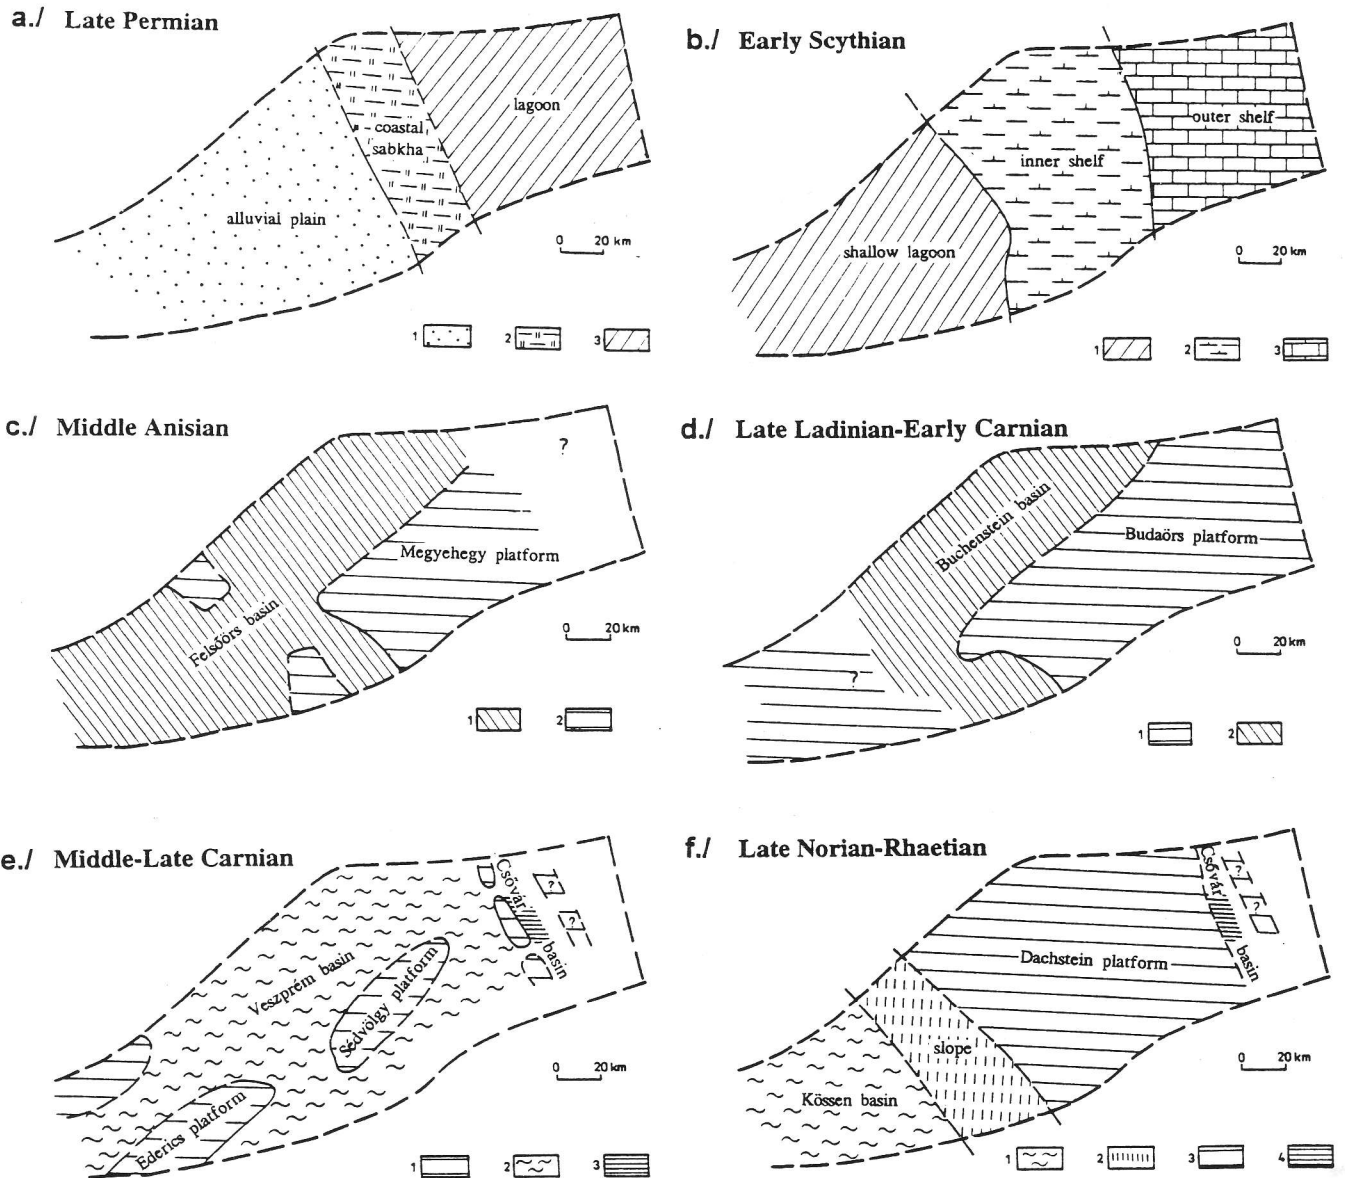 a./ Late Permian
lagoon
coastal
sabkha
alluvial plain
0 20 km
1 2 3
b./ Early Scythian
outer shelf
inner shelf
shallow lagoon
0 20 km
1 2 3
c./ Middle Anisian
?
Megyehegy platform
Felsőörs basin
0 20 km
1 2
d./ Late Ladinian-Early Carnian
Buchenstein basin
Budaörs platform
?
0 20 km
1 2
e./ Middle-Late Carnian
Csővár
basin
?
?
Veszprém basin
Sédvölgy platform
Ederics platform
0 20 km
1 2 3
f./ Late Norian-Rhaetian
Csővár
basin
?
?
Dachstein platform
slope
Kössen basin
0 20 km
1 2 3 4